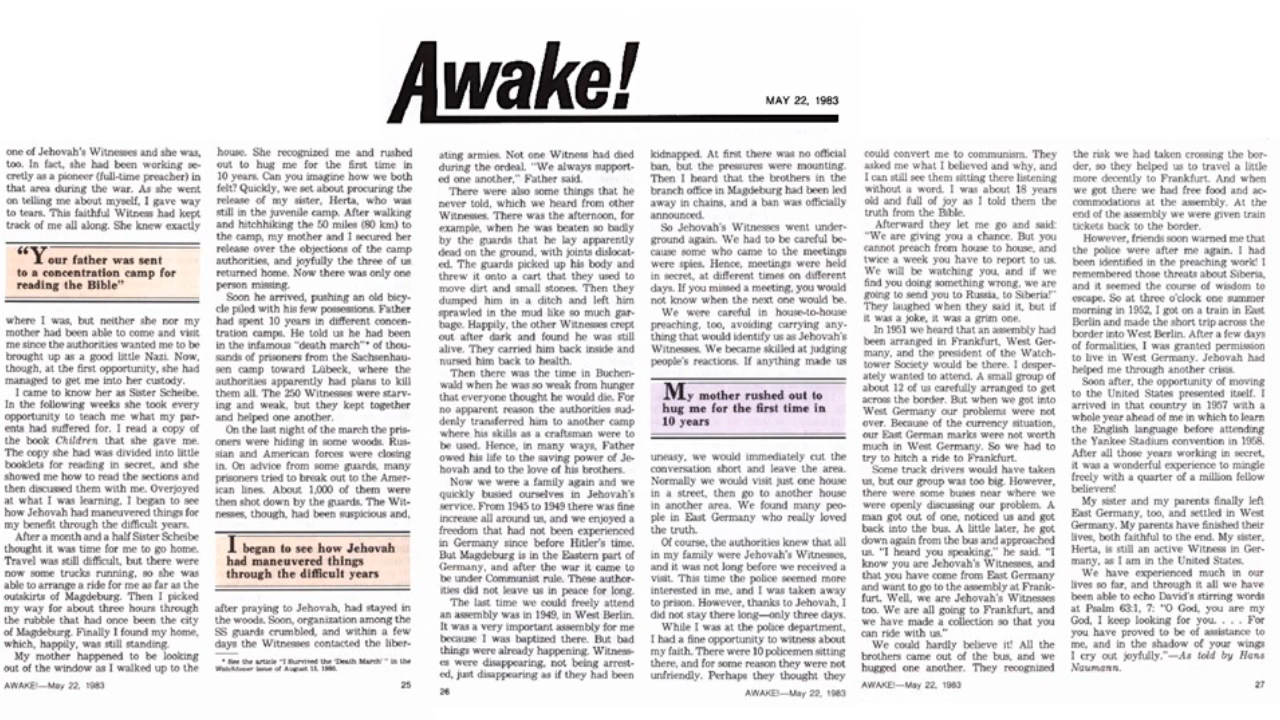 Awake!
MAY 22, 1983
one of Jehovah's Witnesses and she was,
too. In fact, she had been working se-
cretly as a pioneer (full-time preacher) in
that area during the war. As she went
on telling me about myself, I gave way
to tears. This faithful Witness had kept
track of me all along. She knew exactly
“Your father was sent
to a concentration camp for
reading the Bible”
where I was, but neither she nor my
mother had been able to come and visit
me since the authorities wanted me to be
brought up as a good little Nazi. Now,
though, at the first opportunity, she had
managed to get me into her custody.
I came to know her as Sister Scheibe.
In the following weeks she took every
opportunity to teach me what my par-
ents had suffered for. I read a copy of
the book Children that she gave me.
The copy she had was divided into little
booklets for reading in secret, and she
showed me how to read the sections and
then discussed them with me. Overjoyed
at what I was learning, I began to see
how Jehovah had maneuvered things for
my benefit through the difficult years.
After a month and a half Sister Scheibe
thought it was time for me to go home.
Travel was still difficult, but there were
now some trucks running, so she was
able to arrange a ride for me as far as the
outskirts of Magdeburg. Then I picked
my way for about three hours through
the rubble that had once been the city
of Magdeburg. Finally I found my home,
which, happily, was still standing.
My mother happened to be looking
out of the window as I walked up to the
AWAKE!—May 22, 1983
house. She recognized me and rushed
out to hug me for the first time in
10 years. Can you imagine how we both
felt? Quickly, we set about procuring the
release of my sister, Herta, who was
still in the juvenile camp. After walking
and hitchhiking the 50 miles (80 km) to
the camp, my mother and I secured her
release over the objections of the camp
authorities, and joyfully the three of us
returned home. Now there was only one
person missing.
Soon he arrived, pushing an old bicy-
cle piled with his few possessions. Father
had spent 10 years in different concen-
tration camps. He told us he had been
in the infamous “death march”* of thou-
sands of prisoners from the Sachsenhau-
sen camp toward Lübeck, where the
authorities apparently had plans to kill
them all. The 250 Witnesses were starv-
ing and weak, but they kept together
and helped one another.
On the last night of the march the pris-
oners were hiding in some woods. Rus-
sian and American forces were closing
in. On advice from some guards, many
prisoners tried to break out to the Amer-
ican lines. About 1,000 of them were
then shot down by the guards. The Wit-
nesses, though, had been suspicious and,
I began to see how Jehovah
had maneuvered things
through the difficult years
after praying to Jehovah, had stayed in
the woods. Soon, organization among the
SS guards crumbled, and within a few
days the Witnesses contacted the liber-
* See the article “I Survived the ‘Death March’” in the
Watchtower issue of August 15, 1980.
25
ating armies. Not one Witness had died
during the ordeal. “We always support-
ed one another,” Father said.
There were also some things that he
never told, which we heard from other
Witnesses. There was the afternoon, for
example, when he was beaten so badly
by the guards that he lay apparently
dead on the ground, with joints dislocat-
ed. The guards picked up his body and
threw it onto a cart that they used to
move dirt and small stones. Then they
dumped him in a ditch and left him
sprawled in the mud like so much gar-
bage. Happily, the other Witnesses crept
out after dark and found he was still
alive. They carried him back inside and
nursed him back to health.
Then there was the time in Buchen-
wald when he was so weak from hunger
that everyone thought he would die. For
no apparent reason the authorities sud-
denly transferred him to another camp
where his skills as a craftsman were to
be used. Hence, in many ways, Father
owed his life to the saving power of Je-
hovah and to the love of his brothers.
Now we were a family again and we
quickly busied ourselves in Jehovah's
service. From 1945 to 1949 there was fine
increase all around us, and we enjoyed a
freedom that had not been experienced
in Germany since before Hitler's time.
But Magdeburg is in the Eastern part of
Germany, and after the war it came to
be under Communist rule. These author-
ities did not leave us in peace for long.
The last time we could freely attend
an assembly was in 1949, in West Berlin.
It was a very important assembly for me
because I was baptized there. But bad
things were already happening. Witness-
es were disappearing, not being arrest-
ed, just disappearing as if they had been
26
kidnapped. At first there was no official
ban, but the pressures were mounting.
Then I heard that the brothers in the
branch office in Magdeburg had been led
away in chains, and a ban was officially
announced.
So Jehovah's Witnesses went under-
ground again. We had to be careful be-
cause some who came to the meetings
were spies. Hence, meetings were held
in secret, at different times on different
days. If you missed a meeting, you would
not know when the next one would be.
We were careful in house-to-house
preaching, too, avoiding carrying any-
thing that would identify us as Jehovah's
Witnesses. We became skilled at judging
people's reactions. If anything made us
My mother rushed out to
hug me for the first time in
10 years
uneasy, we would immediately cut the
conversation short and leave the area.
Normally we would visit just one house
in a street, then go to another house
in another area. We found many peo-
ple in East Germany who really loved
the truth.
Of course, the authorities knew that all
in my family were Jehovah's Witnesses,
and it was not long before we received a
visit. This time the police seemed more
interested in me, and I was taken away
to prison. However, thanks to Jehovah, I
did not stay there long—only three days.
While I was at the police department,
I had a fine opportunity to witness about
my faith. There were 10 policemen sitting
there, and for some reason they were not
unfriendly. Perhaps they thought they
AWAKE!—May 22, 1983
could convert me to communism. They
asked me what I believed and why, and
I can still see them sitting there listening
without a word. I was about 18 years
old and full of joy as I told them the
truth from the Bible.
Afterward they let me go and said:
“We are giving you a chance. But you
cannot preach from house to house, and
twice a week you have to report to us.
We will be watching you, and if we
find you doing something wrong, we are
going to send you to Russia, to Siberia!”
They laughed when they said it, but if
it was a joke, it was a grim one.
In 1951 we heard that an assembly had
been arranged in Frankfurt, West Ger-
many, and the president of the Watch-
tower Society would be there. I desper-
ately wanted to attend. A small group of
about 12 of us carefully arranged to get
across the border. But when we got into
West Germany our problems were not
over. Because of the currency situation,
our East German marks were not worth
much in West Germany. So we had to
try to hitch a ride to Frankfurt.
Some truck drivers would have taken
us, but our group was too big. However,
there were some buses near where we
were openly discussing our problem. A
man got out of one, noticed us and got
back into the bus. A little later, he got
down again from the bus and approached
us. “I heard you speaking,” he said. “I
know you are Jehovah's Witnesses, and
that you have come from East Germany
and want to go to the assembly at Frank-
furt. Well, we are Jehovah's Witnesses
too. We are all going to Frankfurt, and
we have made a collection so that you
can ride with us.”
We could hardly believe it! All the
brothers came out of the bus, and we
hugged one another. They recognized
AWAKE!—May 22, 1983
the risk we had taken crossing the bor-
der, so they helped us to travel a little
more decently to Frankfurt. And when
we got there we had free food and ac-
commodations at the assembly. At the
end of the assembly we were given train
tickets back to the border.
However, friends soon warned me that
the police were after me again. I had
been identified in the preaching work! I
remembered those threats about Siberia,
and it seemed the course of wisdom to
escape. So at three o'clock one summer
morning in 1952, I got on a train in East
Berlin and made the short trip across the
border into West Berlin. After a few days
of formalities, I was granted permission
to live in West Germany. Jehovah had
helped me through another crisis.
Soon after, the opportunity of moving
to the United States presented itself. I
arrived in that country in 1957 with a
whole year ahead of me in which to learn
the English language before attending
the Yankee Stadium convention in 1958.
After all those years working in secret,
it was a wonderful experience to mingle
freely with a quarter of a million fellow
believers!
My sister and my parents finally left
East Germany, too, and settled in West
Germany. My parents have finished their
lives, both faithful to the end. My sister,
Herta, is still an active Witness in Ger-
many, as I am in the United States.
We have experienced much in our
lives so far, and through it all we have
been able to echo David's stirring words
at Psalm 63:1, 7: “O God, you are my
God, I keep looking for you. . . . For
you have proved to be of assistance to
me, and in the shadow of your wings
I cry out joyfully.”—As told by Hans
Naumann.
27